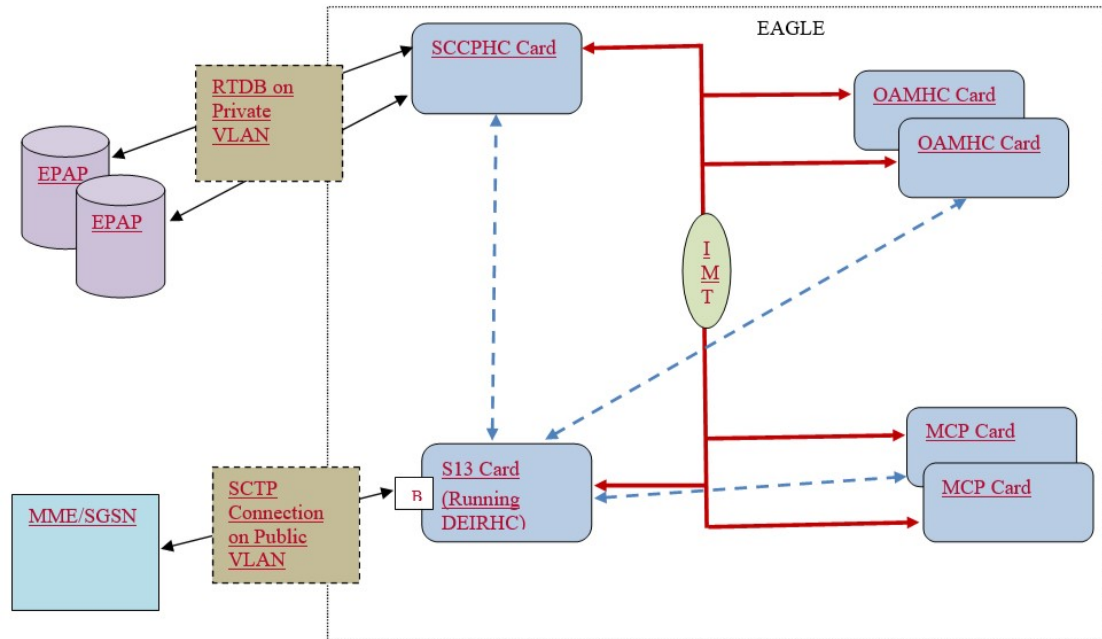 EAGLE
SCCPHC Card
RTDB on
Private
VLAN
OAMHC Card
OAMHC Card
EPAP
EPAP
I
M
T
MCP Card
MCP Card
S13 Card
(Running
DEIRHC)
B
SCTP
Connection
on Public
VLAN
MME/SGSN